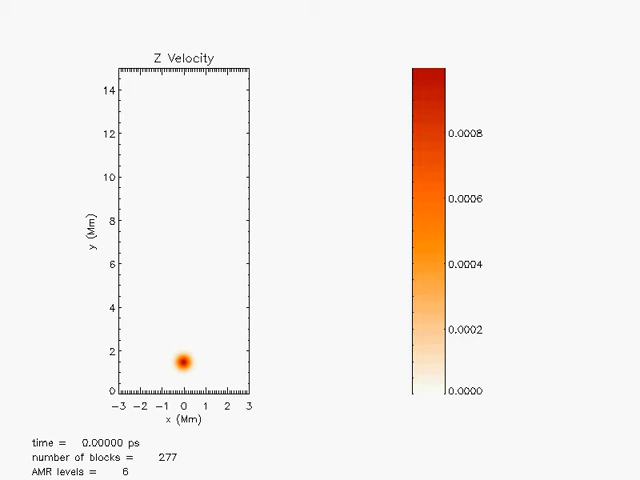 Z Velocity
14
12
10
8
6
4
2
0
y (Mm)
−3 −2 −1 0 1 2 3
x (Mm)
0.0008
0.0006
0.0004
0.0002
0.0000
time = 0.00000 ps
number of blocks = 277
AMR levels = 6